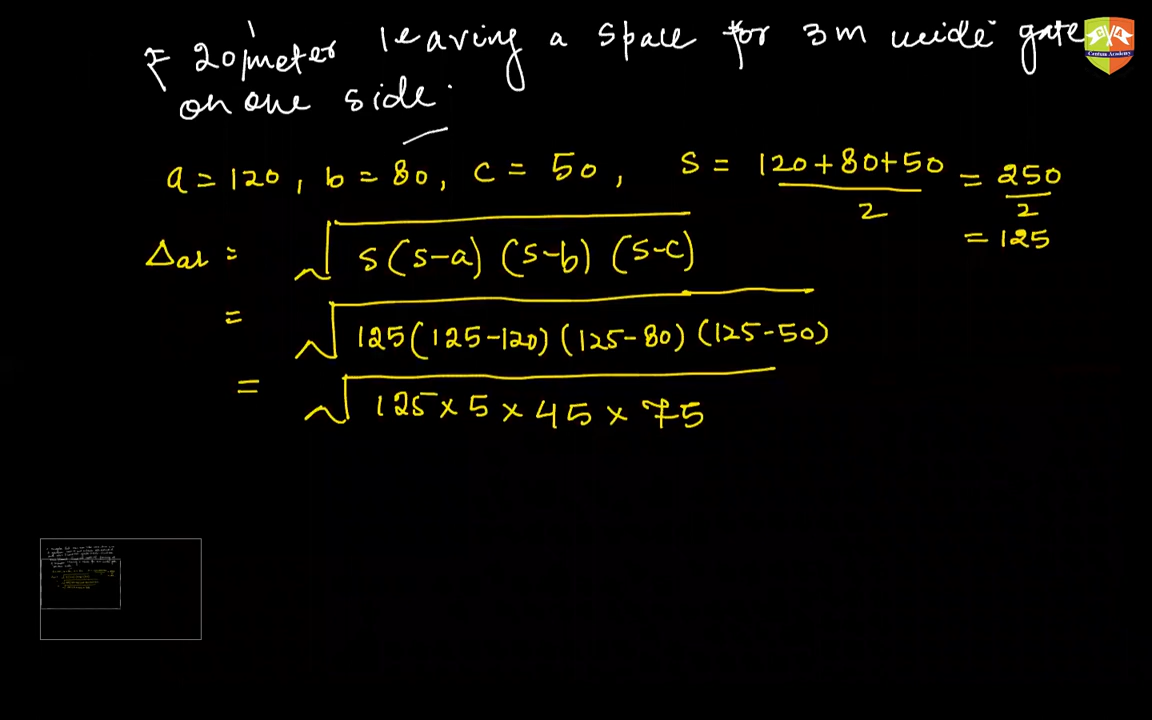 ₹ 20/meter leaving a space for 3m wide gate
on one side.
a = 120, b = 80, c = 50, S = 120+80+50/2 = 250/2
= 125
Δar = √s(s-a)(s-b)(s-c)
= √125(125-120)(125-80)(125-50)
= √125×5×45×75